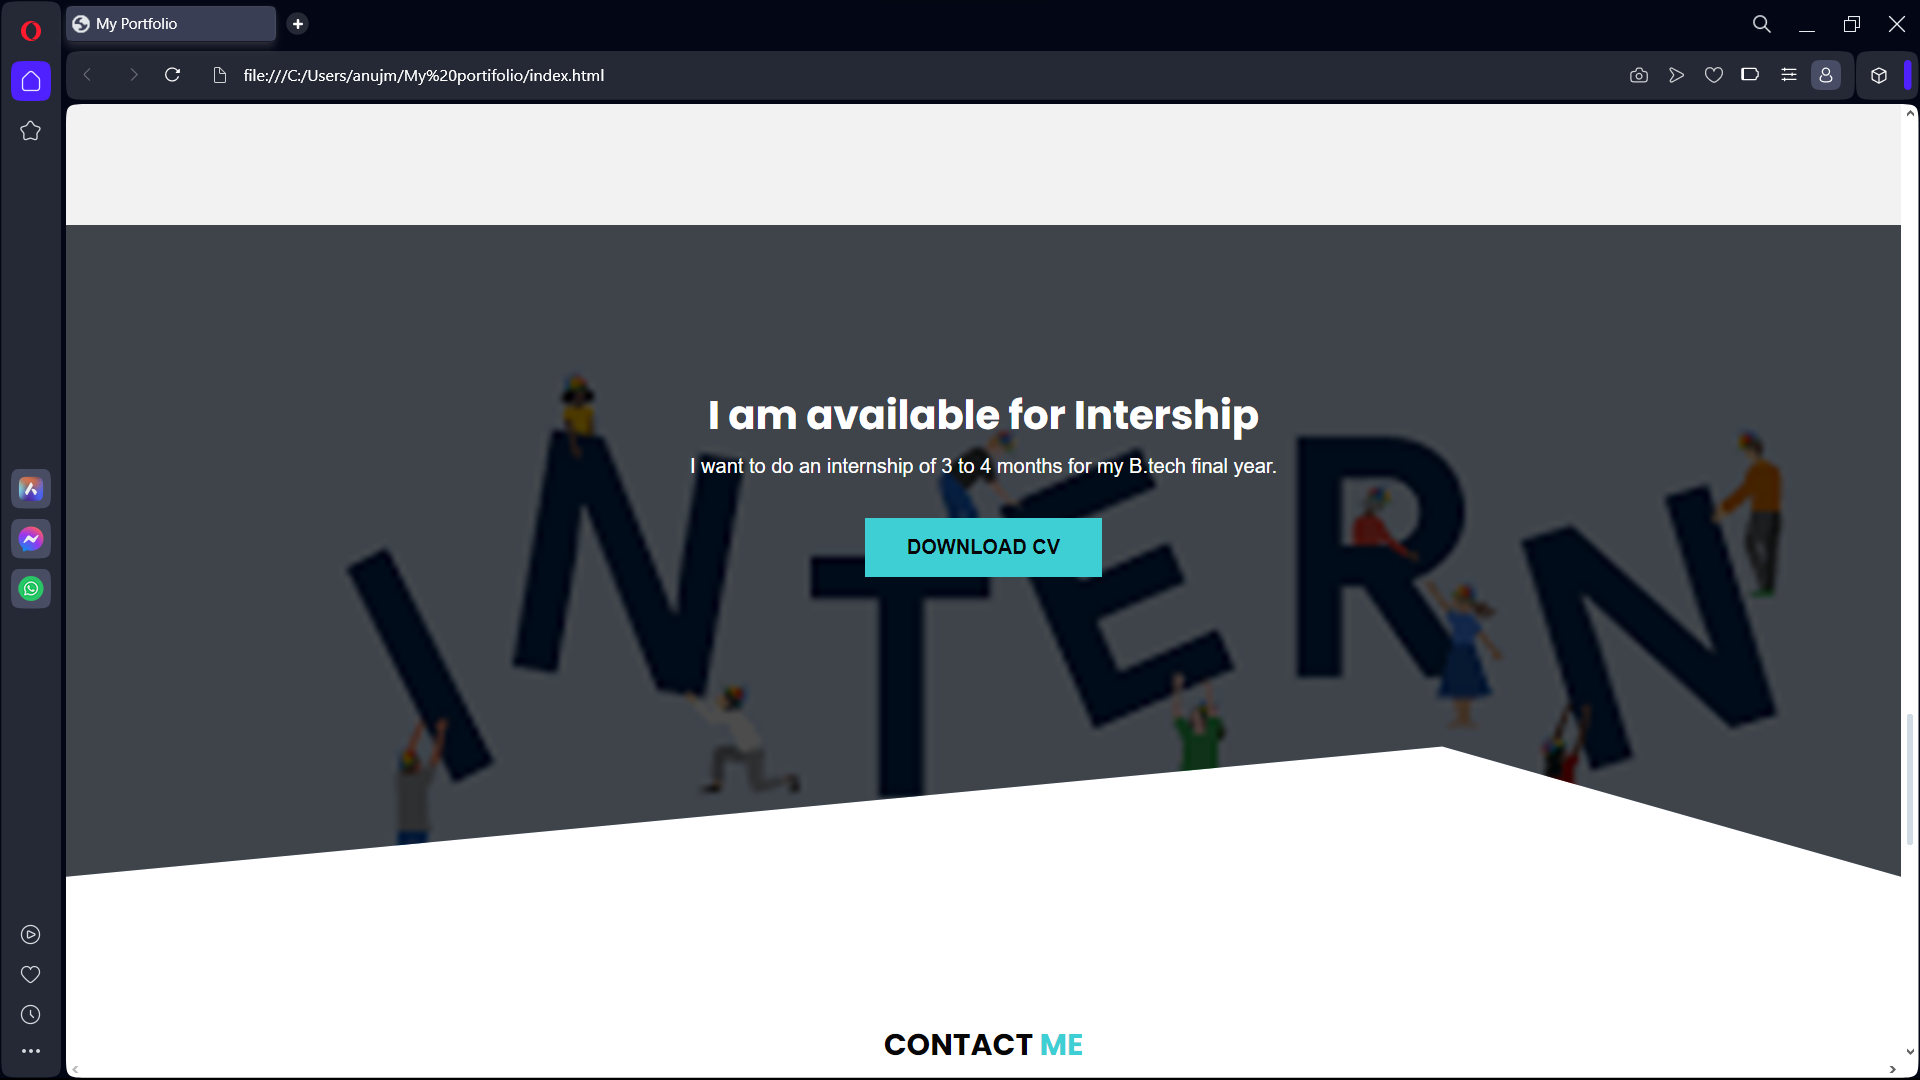 My Portfolio
file:///C:/Users/anujm/My%20portifolio/index.html
I am available for Intership
I want to do an internship of 3 to 4 months for my B.tech final year.
DOWNLOAD CV
INTERN
CONTACT ME